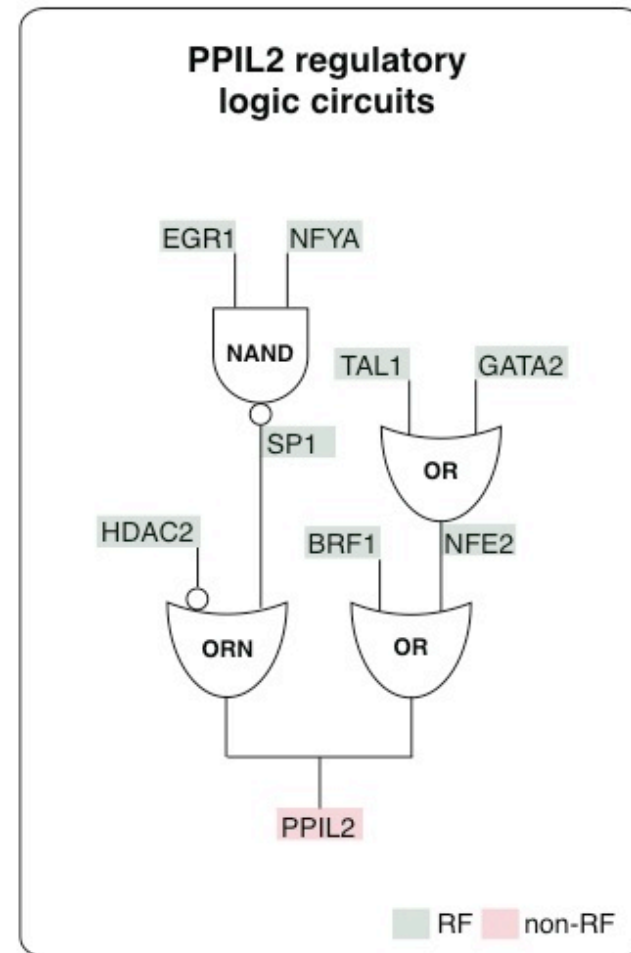 PPIL2 regulatory
logic circuits
EGR1 NFYA
NAND
TAL1 GATA2
SP1
OR
HDAC2
BRF1 NFE2
ORN
OR
PPIL2
RF non-RF